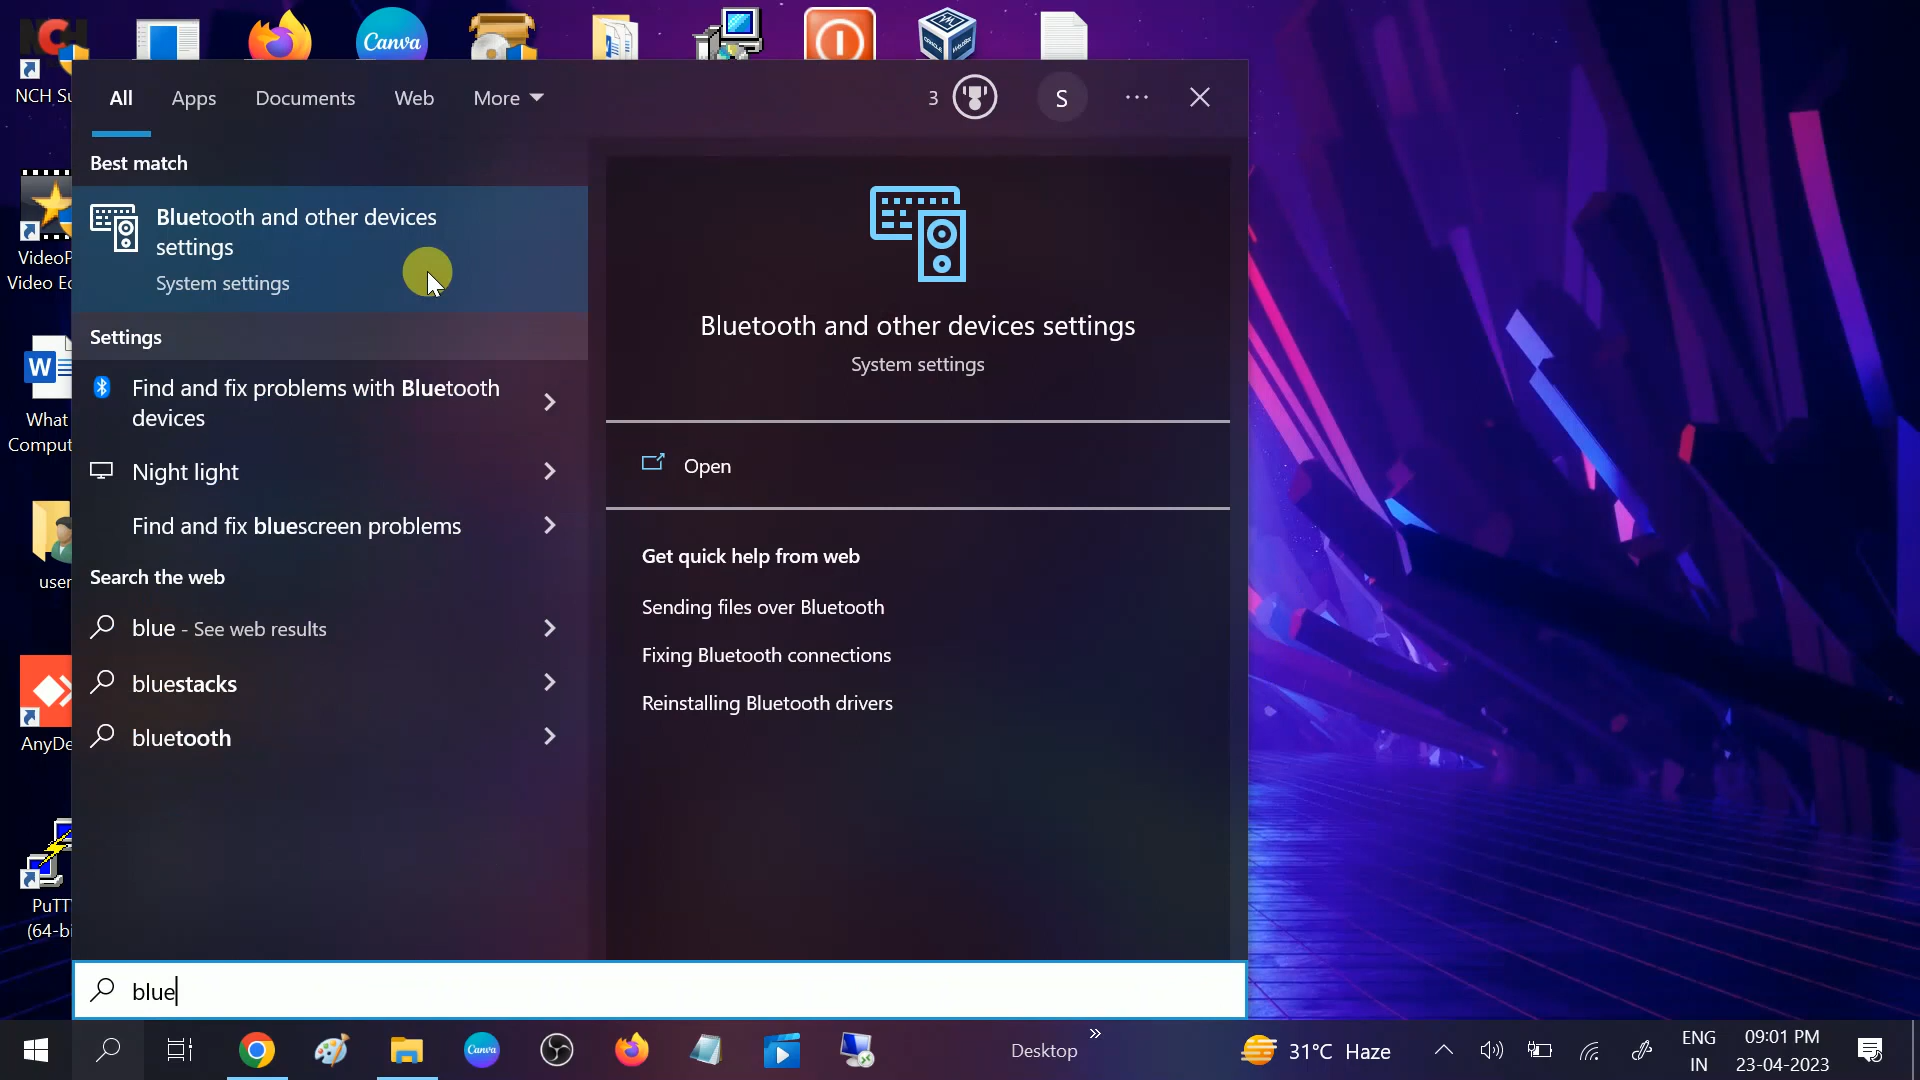 Canva
NCH Su
All Apps Documents Web More
3
S
Best match
Bluetooth and other devices
settings
System settings
Bluetooth and other devices settings
System settings
VideoP
Video Ed
Settings
Find and fix problems with Bluetooth
devices
W
What
Comput
Open
Night light
Find and fix bluescreen problems
Get quick help from web
user
Search the web
Sending files over Bluetooth
blue - See web results
Fixing Bluetooth connections
bluestacks
Reinstalling Bluetooth drivers
bluetooth
AnyDe
PuTT
(64-bi
blue
Canva
Desktop
31°C Haze
ENG
IN
09:01 PM
23-04-2023